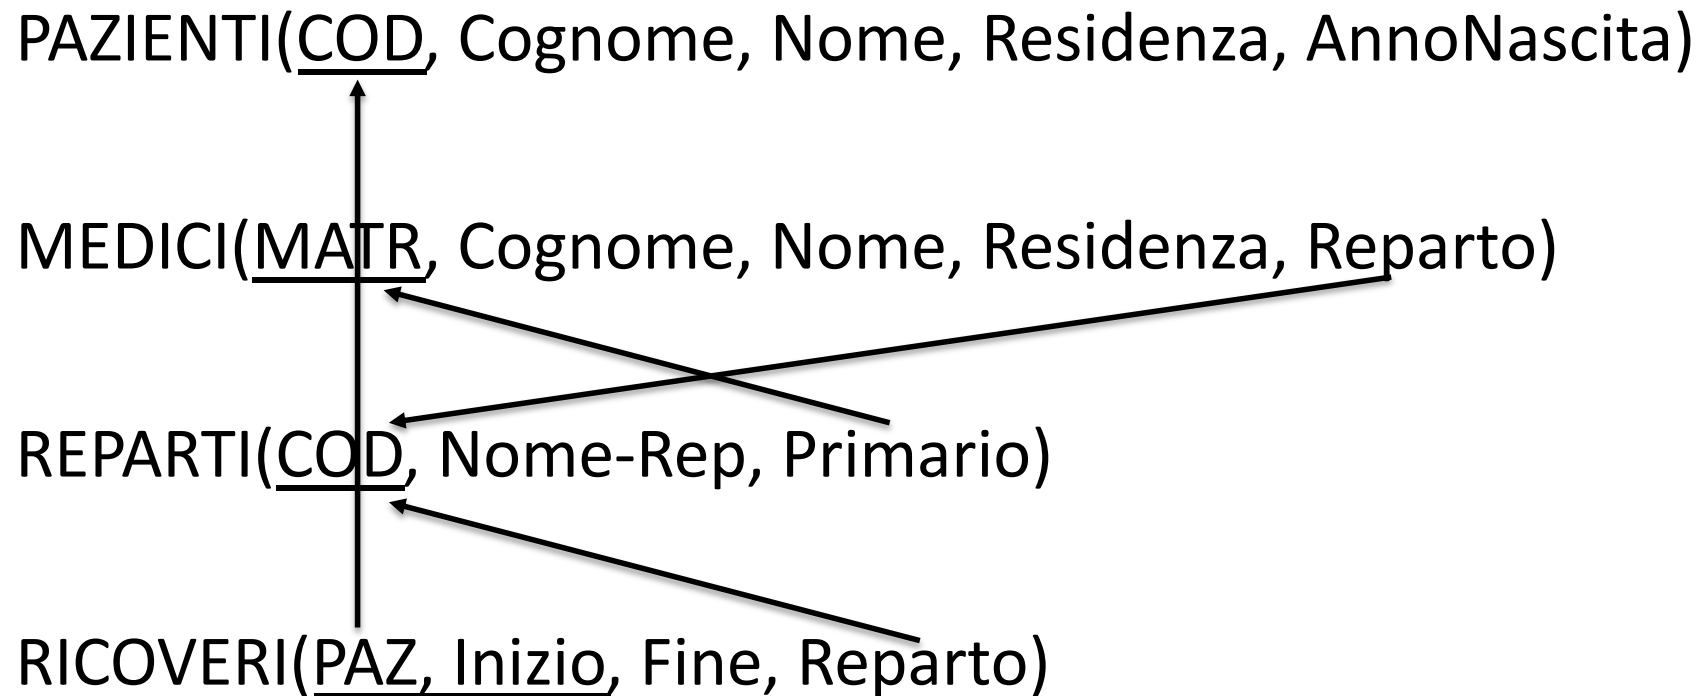 PAZIENTI(COD, Cognome, Nome, Residenza, AnnoNascita)
MEDICI(MATR, Cognome, Nome, Residenza, Reparto)
REPARTI(COD, Nome-Rep, Primario)
RICOVERI(PAZ, Inizio, Fine, Reparto)